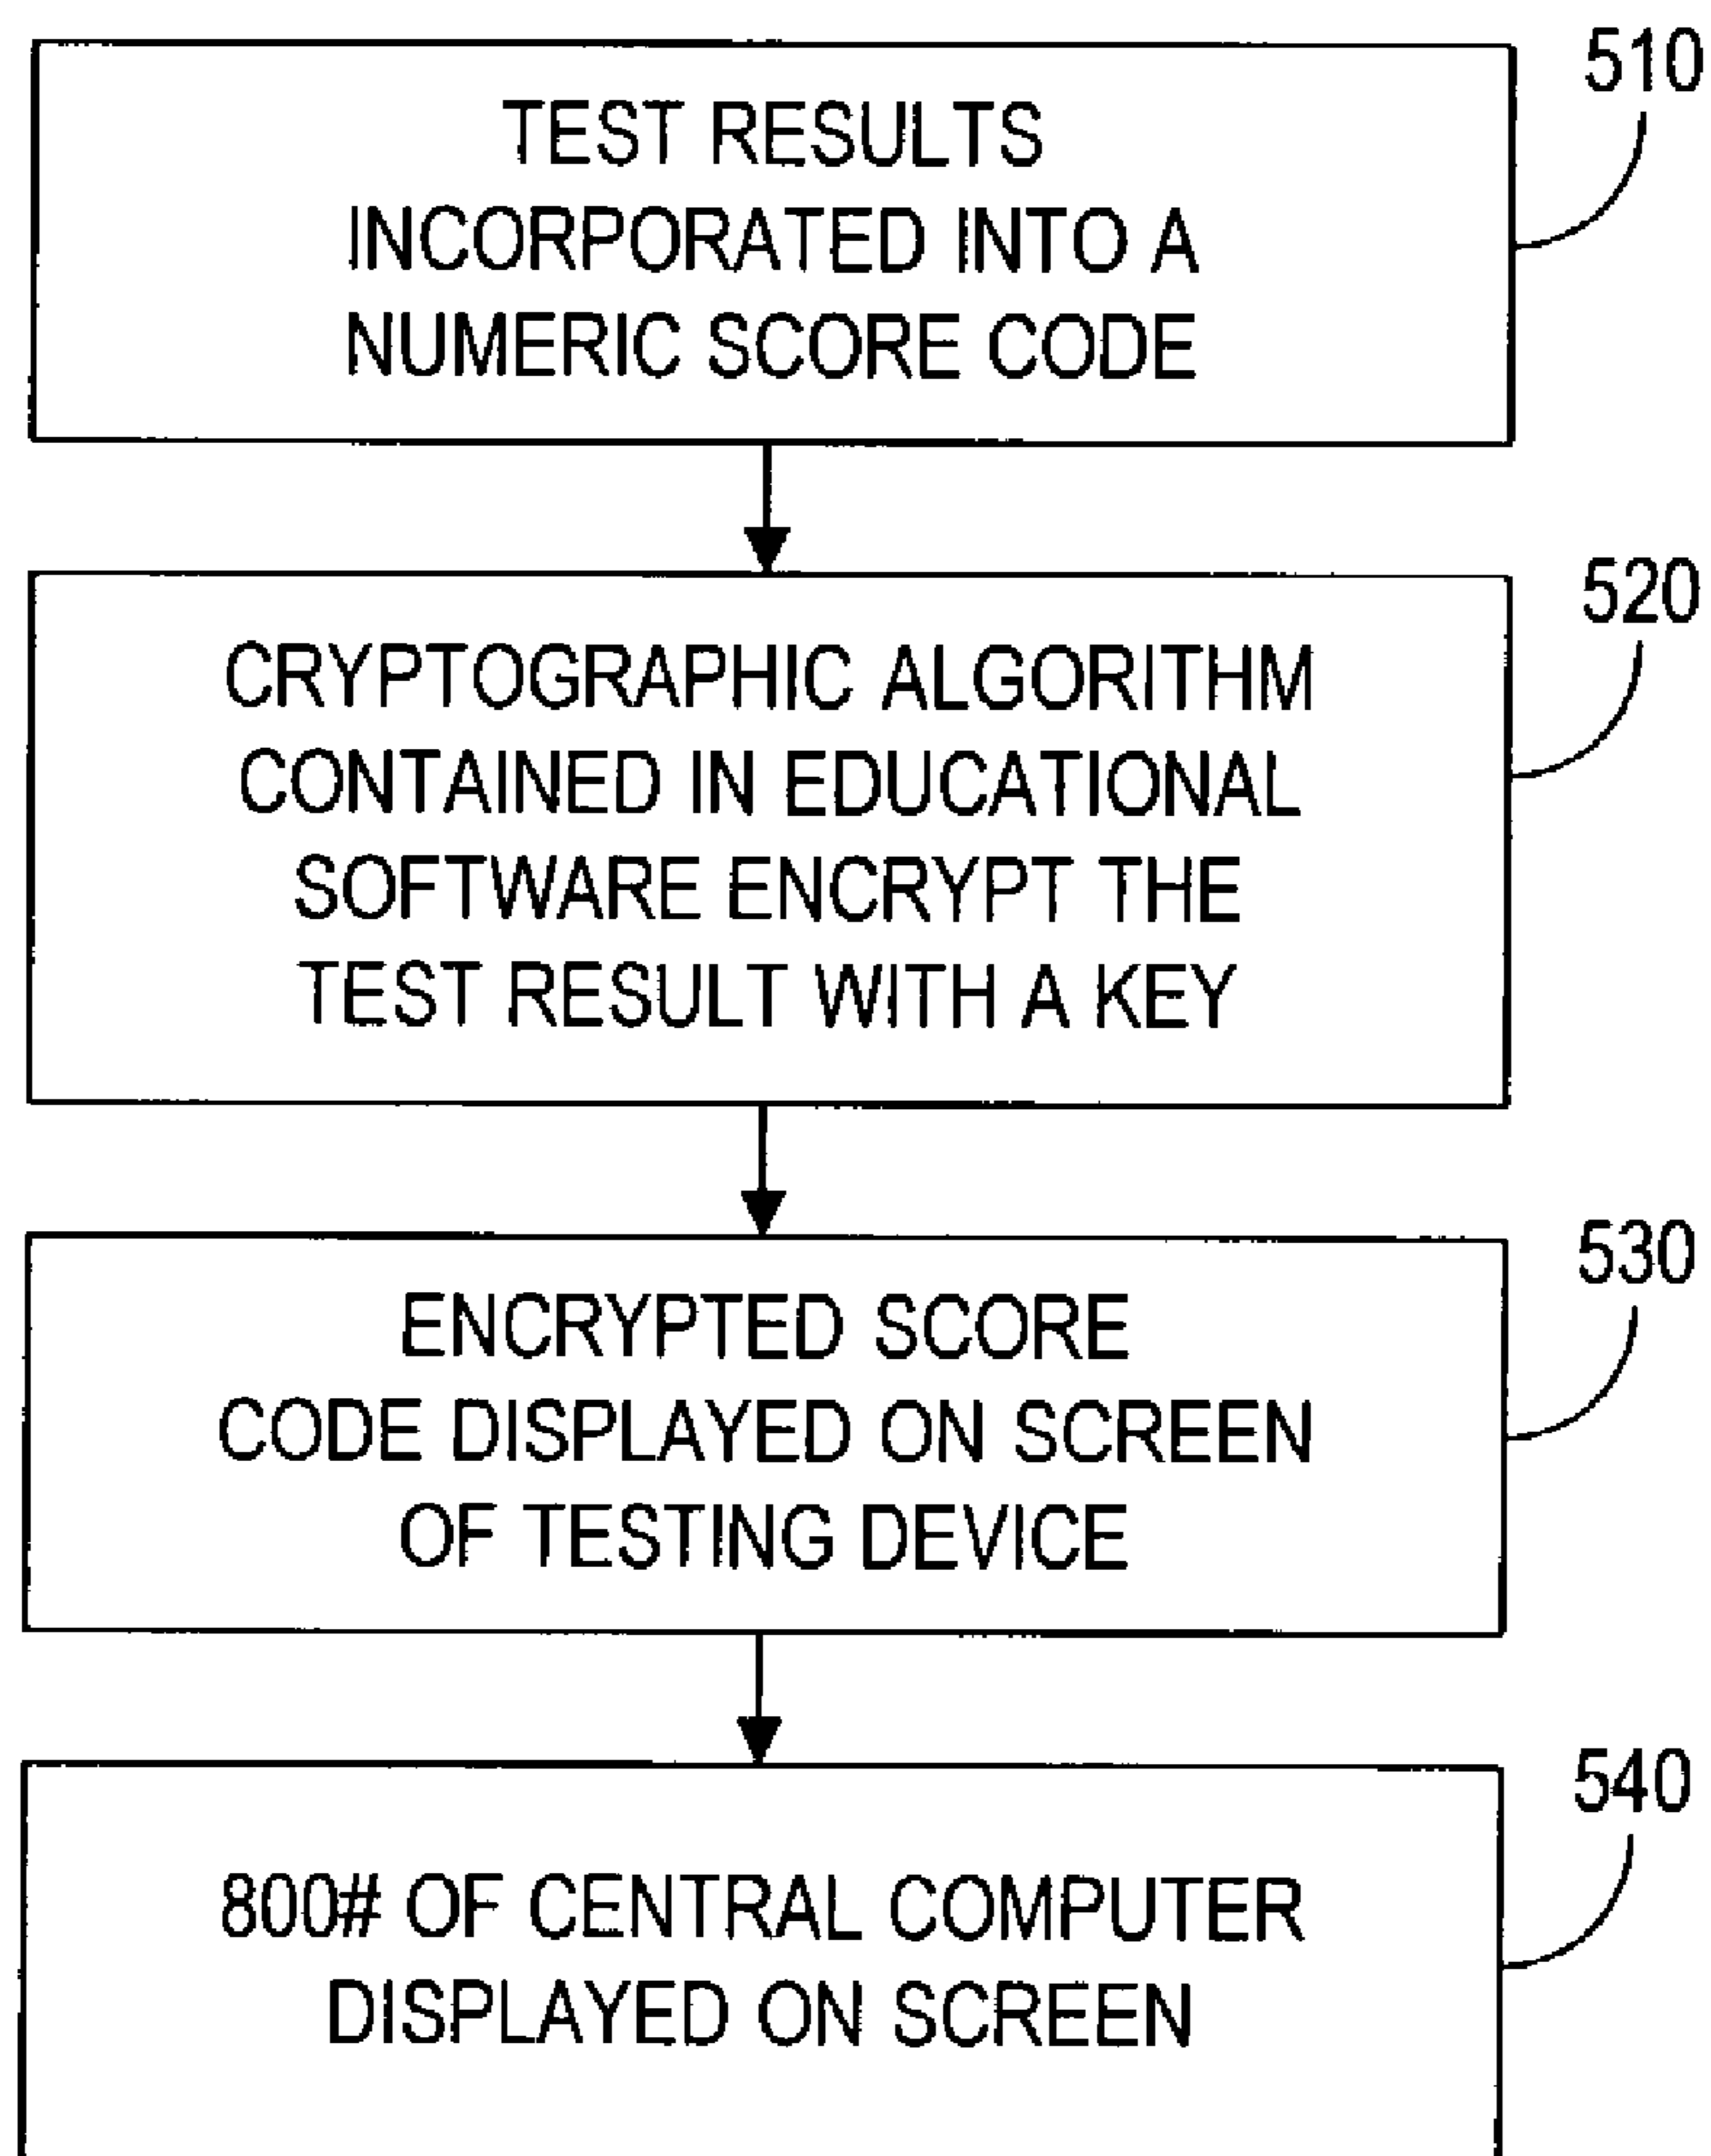 510
TEST RESULTS
INCORPORATED INTO A
NUMERIC SCORE CODE
520
CRYPTOGRAPHIC ALGORITHM
CONTAINED IN EDUCATIONAL
SOFTWARE ENCRYPT THE
TEST RESULT WITH A KEY
530
ENCRYPTED SCORE
CODE DISPLAYED ON SCREEN
OF TESTING DEVICE
540
800# OF CENTRAL COMPUTER
DISPLAYED ON SCREEN